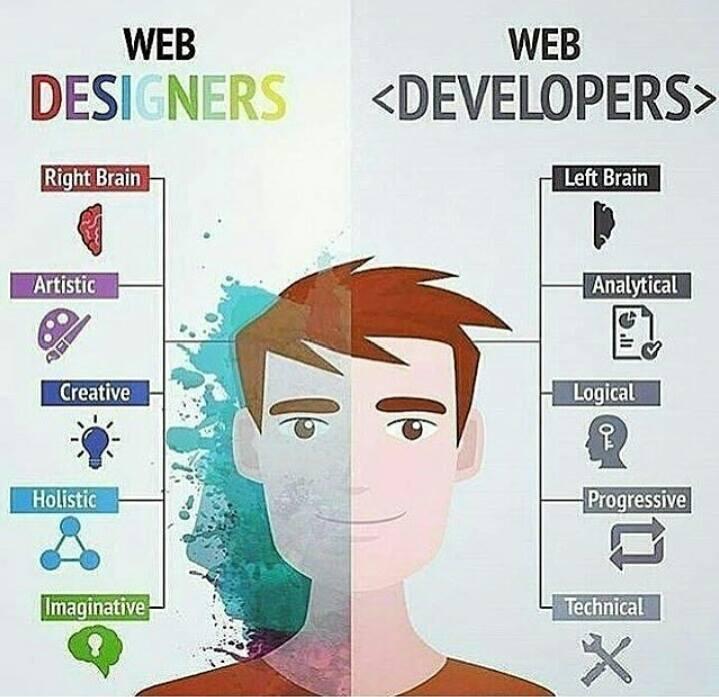 WEB
DESIGNERS
Right Brain
Artistic
Creative
Holistic
Imaginative
WEB
<DEVELOPERS>
Left Brain
Analytical
Logical
Progressive
Technical